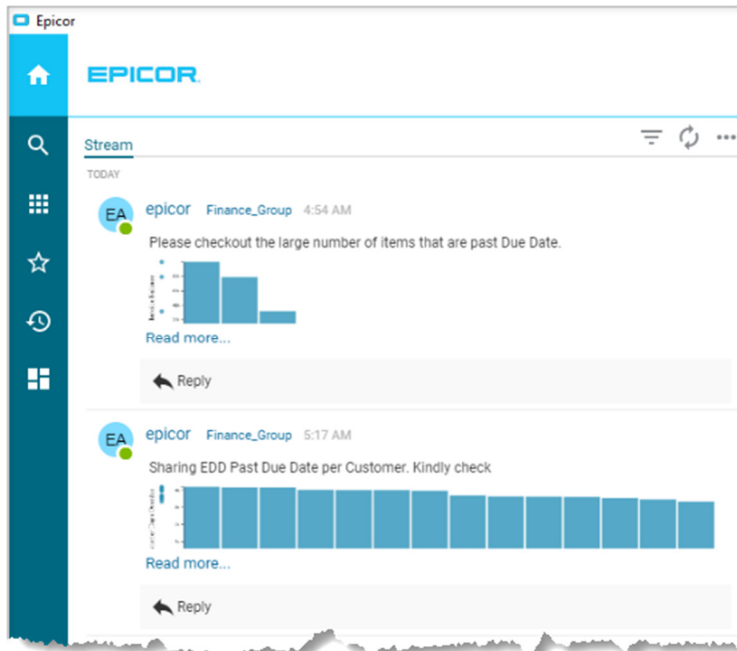 Epicor
EPICOR
Stream
TODAY
EA epicor Finance_Group 4:54 AM
Please checkout the large number of items that are past Due Date.
Read more...
Reply
EA epicor Finance_Group 5:17 AM
Sharing EDD Past Due Date per Customer. Kindly check
Read more...
Reply